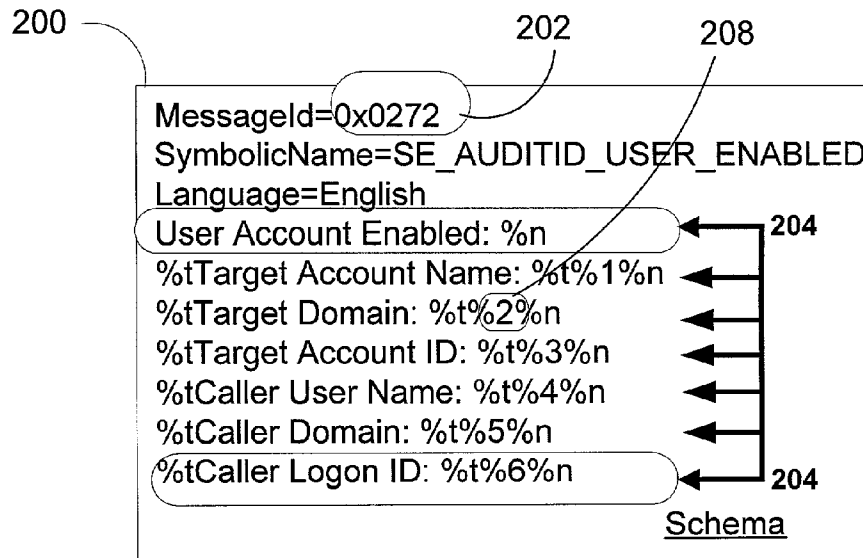 200
202
208
MessageId=0x0272
SymbolicName=SE_AUDITID_USER_ENABLED
Language=English
User Account Enabled: %n
204
%tTarget Account Name: %t%1%n
%tTarget Domain: %t%2%n
%tTarget Account ID: %t%3%n
%tCaller User Name: %t%4%n
%tCaller Domain: %t%5%n
%tCaller Logon ID: %t%6%n
204
Schema